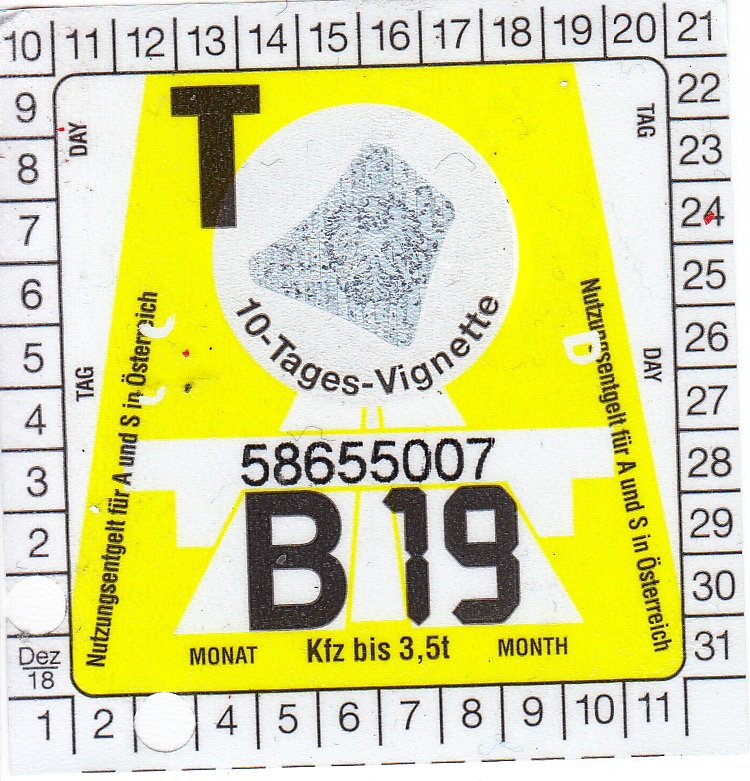 10 11 12 13 14 15 16 17 18 19 20 21
9
8
7
6
5
4
3
2
Dez
18
22
23
24
25
26
27
28
29
30
31
DAY
TAG
TAG
DAY
T
10-Tages-Vignette
Nutzungsentgelt für A und S in Österreich
Nutzungsentgelt für A und S in Österreich
58655007
B 19
MONAT Kfz bis 3,5t MONTH
1 2 4 5 6 7 8 9 10 11